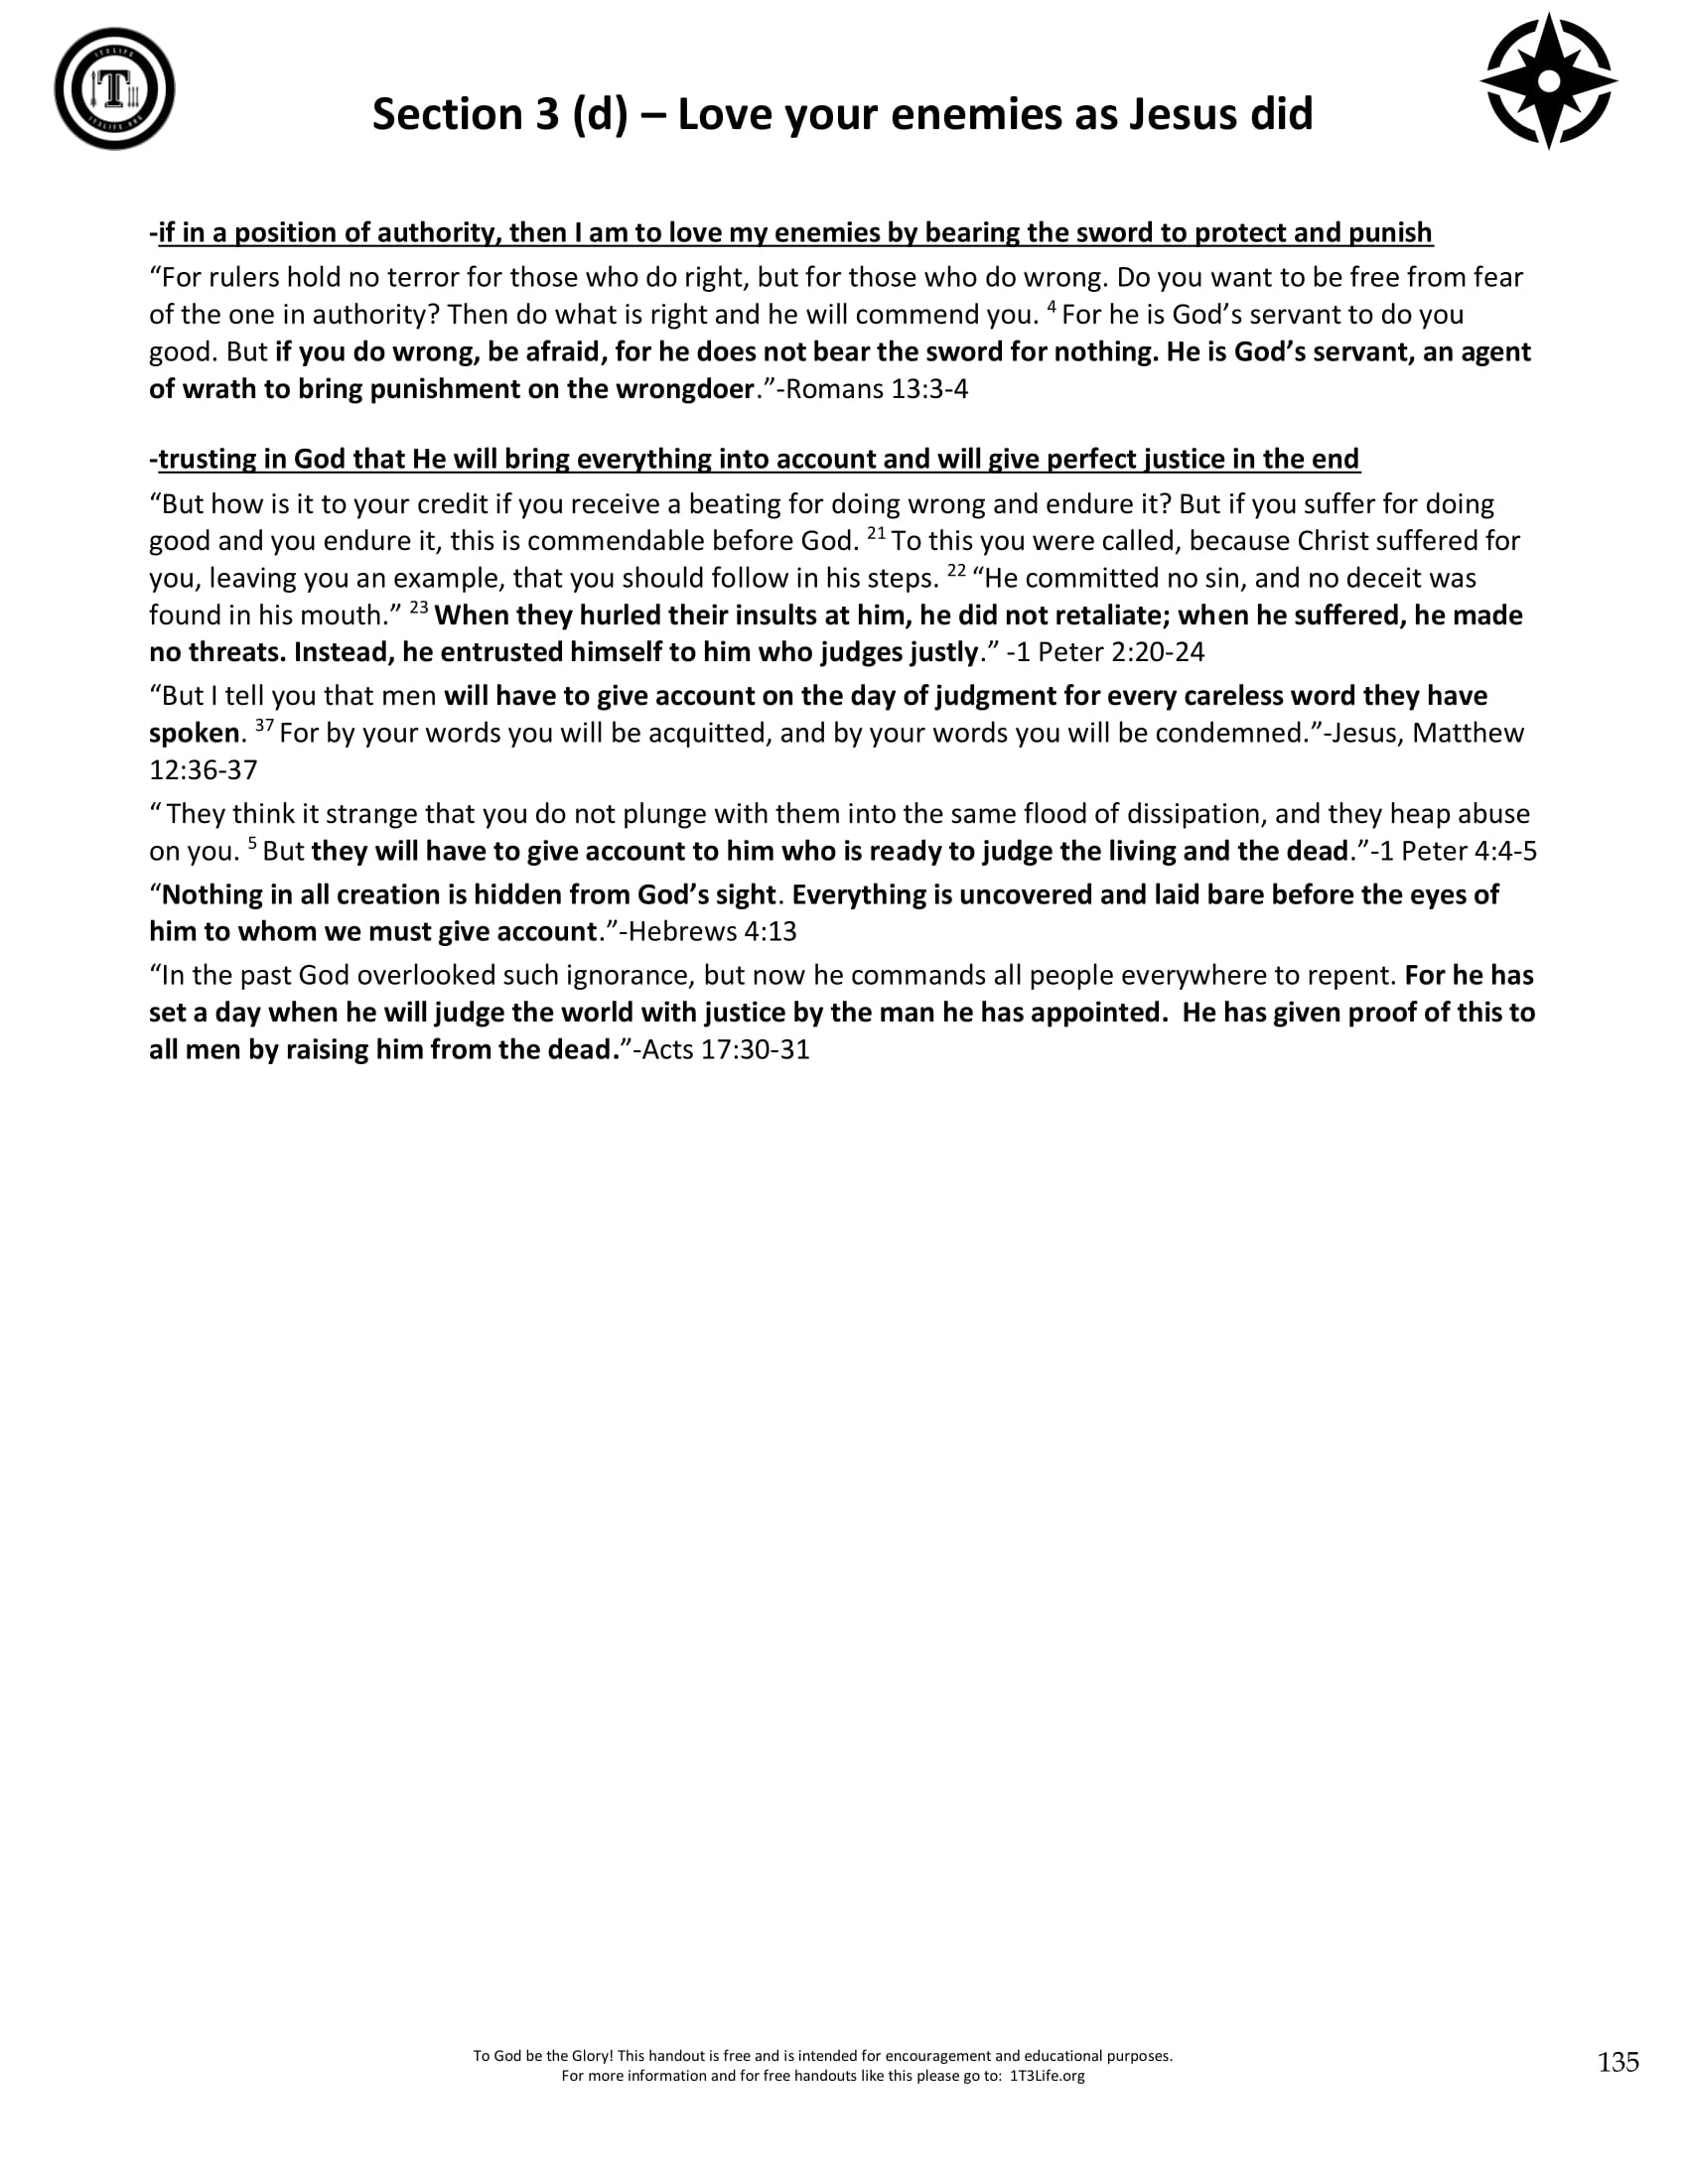 1T3LIFE
T
1T3LIFE.ORG
Section 3 (d) – Love your enemies as Jesus did
-if in a position of authority, then I am to love my enemies by bearing the sword to protect and punish
“For rulers hold no terror for those who do right, but for those who do wrong. Do you want to be free from fear
of the one in authority? Then do what is right and he will commend you. 4 For he is God’s servant to do you
good. But if you do wrong, be afraid, for he does not bear the sword for nothing. He is God’s servant, an agent
of wrath to bring punishment on the wrongdoer.”-Romans 13:3-4
-trusting in God that He will bring everything into account and will give perfect justice in the end
“But how is it to your credit if you receive a beating for doing wrong and endure it? But if you suffer for doing
good and you endure it, this is commendable before God. 21 To this you were called, because Christ suffered for
you, leaving you an example, that you should follow in his steps. 22 “He committed no sin, and no deceit was
found in his mouth.” 23 When they hurled their insults at him, he did not retaliate; when he suffered, he made
no threats. Instead, he entrusted himself to him who judges justly.” -1 Peter 2:20-24
“But I tell you that men will have to give account on the day of judgment for every careless word they have
spoken. 37 For by your words you will be acquitted, and by your words you will be condemned.”-Jesus, Matthew
12:36-37
“ They think it strange that you do not plunge with them into the same flood of dissipation, and they heap abuse
on you. 5 But they will have to give account to him who is ready to judge the living and the dead.”-1 Peter 4:4-5
“Nothing in all creation is hidden from God’s sight. Everything is uncovered and laid bare before the eyes of
him to whom we must give account.”-Hebrews 4:13
“In the past God overlooked such ignorance, but now he commands all people everywhere to repent. For he has
set a day when he will judge the world with justice by the man he has appointed.  He has given proof of this to
all men by raising him from the dead.”-Acts 17:30-31
To God be the Glory! This handout is free and is intended for encouragement and educational purposes.
For more information and for free handouts like this please go to:  1T3Life.org
135